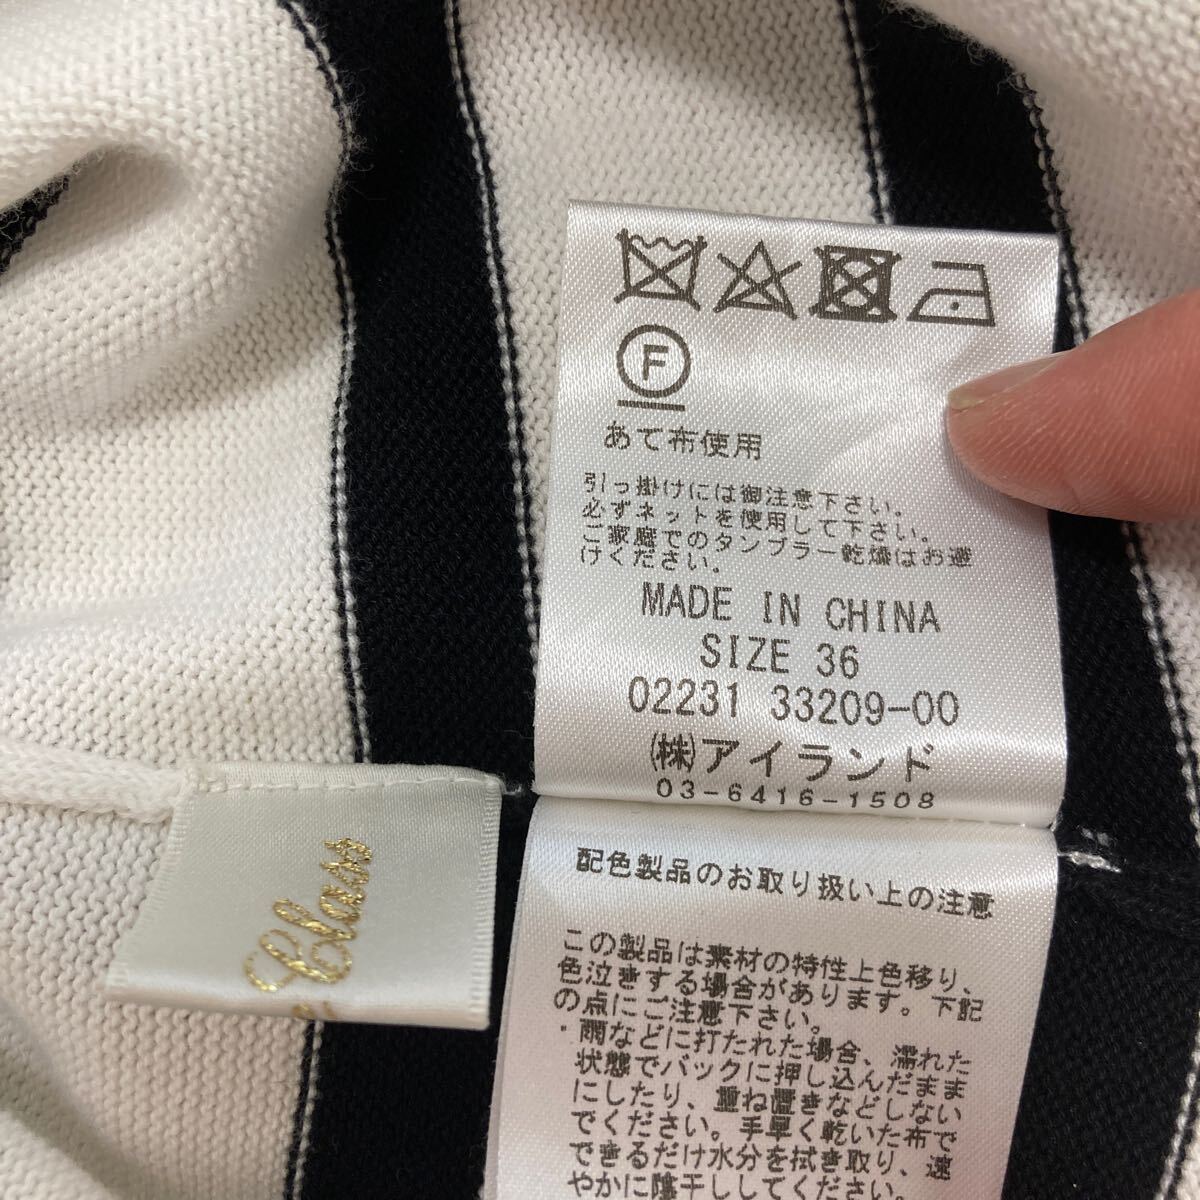 F
あて布使用
引っ掛けには御注意下さい。
必ずネットを使用して下さい。
ご家庭でのタンブラー乾燥はお避
けください。
MADE IN CHINA
SIZE 36
02231 33209-00
㈱アイランド
03-6416-1508
配色製品のお取り扱い上の注意
この製品は素材の特性上色移り、
色泣きする場合があります。下記
の点にご注意下さい。
・雨などに打たれた場合、濡れた
状態でバックに押し込んだまま
にしたり、重ね置きなどしない
でください。手早く乾いた布で
できるだけ水分を拭き取り、速
やかに陰干ししてください。
Class